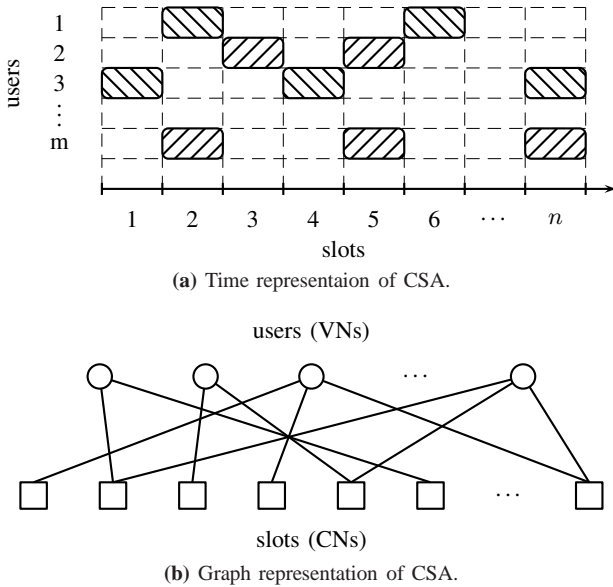 users
1
2
3
⋮
m
1 2 3 4 5 6 ⋯ n
slots
(a) Time representaion of CSA.
users (VNs)
⋯
⋯
slots (CNs)
(b) Graph representation of CSA.